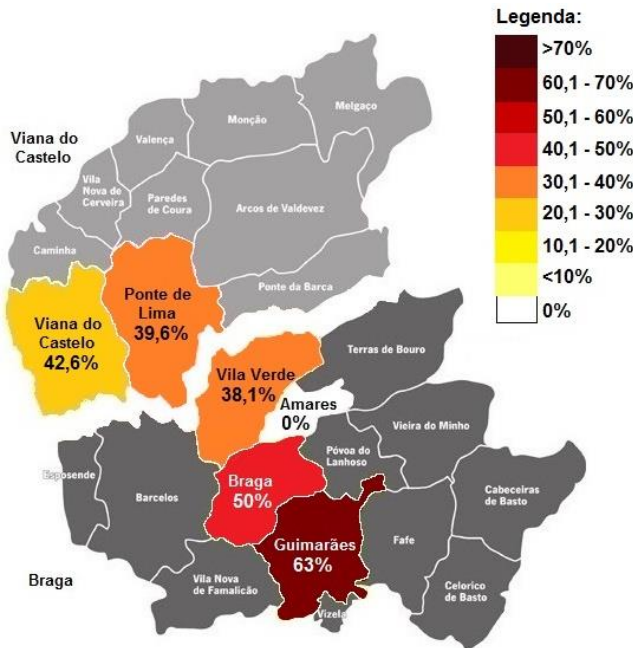 Legenda:
>70%
60,1 - 70%
50,1 - 60%
40,1 - 50%
30,1 - 40%
20,1 - 30%
10,1 - 20%
<10%
0%
Melgaço
Monção
Valença
Viana do
Castelo
Vila
Nova de
Cerveira
Paredes
de Coura
Arcos de Valdevez
Caminha
Ponte da Barca
Ponte de
Lima
39,6%
Viana do
Castelo
42,6%
Terras de Bouro
Vila Verde
38,1%
Amares
0%
Vieira do Minho
Póvoa do
Lanhoso
Esposende
Barcelos
Braga
50%
Cabeceiras
de Basto
Fafe
Guimarães
63%
Braga
Vila Nova
de Famalicão
Celorico
de Basto
Vizela